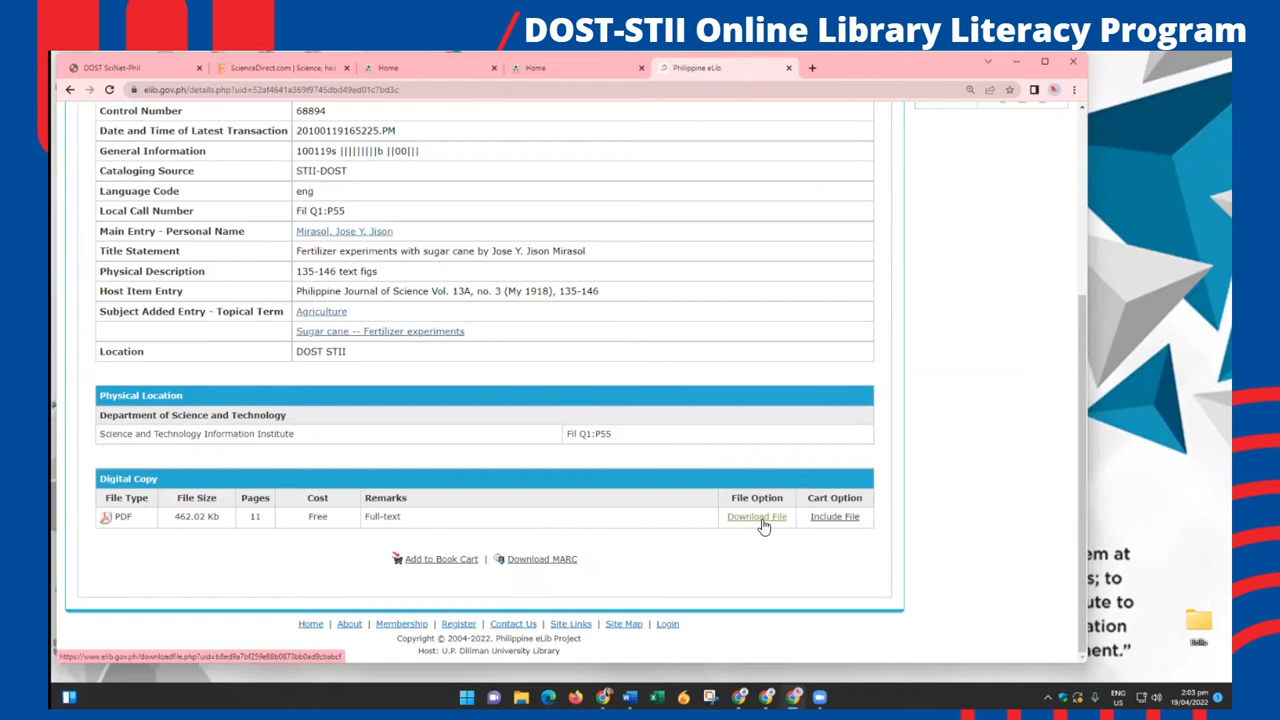 /DOST-STII Online Library Literacy Program
DOST SciNet-Phil
ScienceDirect.com | Science, he
Home
Home
Philippine eLib
elib.gov.ph/details.php?uid=52af4641a369f9745dbd49ed01c7bd3c
Control Number 68894
Date and Time of Latest Transaction 20100119165225.PM
General Information 100119s |||||||||b ||00|||
Cataloging Source STII-DOST
Language Code eng
Local Call Number Fil Q1:P55
Main Entry - Personal Name Mirasol, Jose Y. Jison
Title Statement Fertilizer experiments with sugar cane by Jose Y. Jison Mirasol
Physical Description 135-146 text figs
Host Item Entry Philippine Journal of Science Vol. 13A, no. 3 (My 1918), 135-146
Subject Added Entry - Topical Term Agriculture
Sugar cane -- Fertilizer experiments
Location DOST STII
Physical Location
Department of Science and Technology
Science and Technology Information Institute Fil Q1:P55
Digital Copy
File Type File Size Pages Cost Remarks File Option Cart Option
PDF 462.02 Kb 11 Free Full-text Download File Include File
Add to Book Cart | Download MARC
Home | About | Membership | Register | Contact Us | Site Links | Site Map | Login
Copyright © 2004-2022. Philippine eLib Project
Host: U.P. Diliman University Library
https://www.elib.gov.ph/downloadfile.php?uid=b8ed9a7bf259e88b0873bb0ad9cbabcf
em at
s; to
ute to
ation
ent.”
ENG
US
2:03 pm
19/04/2022